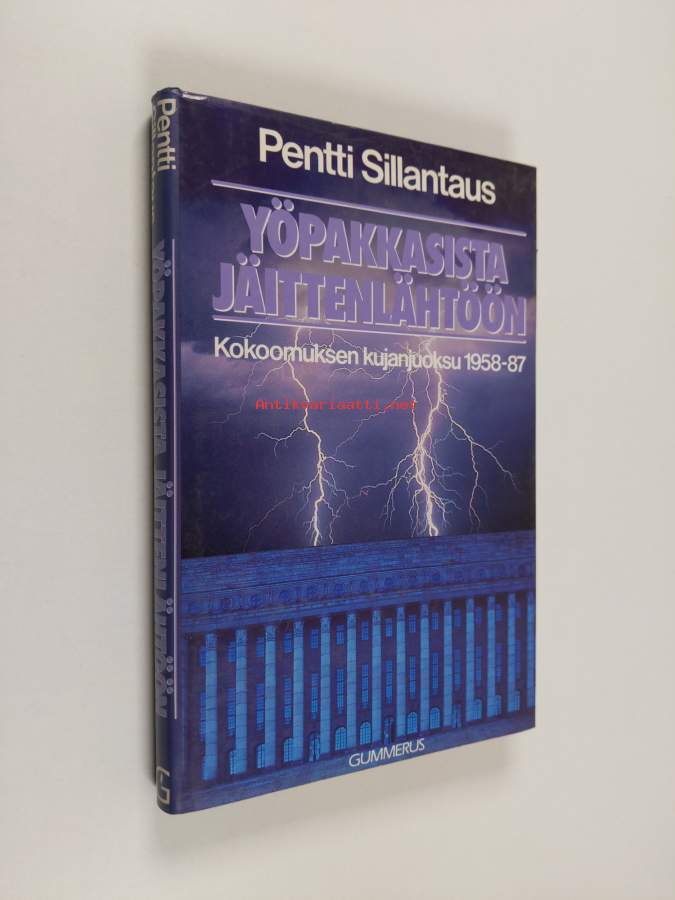 Pentti Sillantaus
YÖPAKKASISTA
JÄITTENLÄHTÖÖN
Kokoomuksen kujanjuoksu 1958-87
Antikvariaatti.net
GUMMERUS
Pentti
YÖPAKKASISTA JÄITTENLÄHTÖÖN